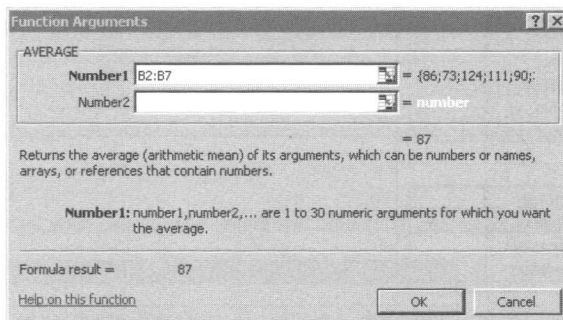 Function Arguments
AVERAGE
Number1 B2:B7 = {86;73;124;111;90;
Number2 = number
= 87
Returns the average (arithmetic mean) of its arguments, which can be numbers or names,
arrays, or references that contain numbers.
Number1: number1,number2,... are 1 to 30 numeric arguments for which you want
the average.
Formula result = 87
Help on this function
OK Cancel